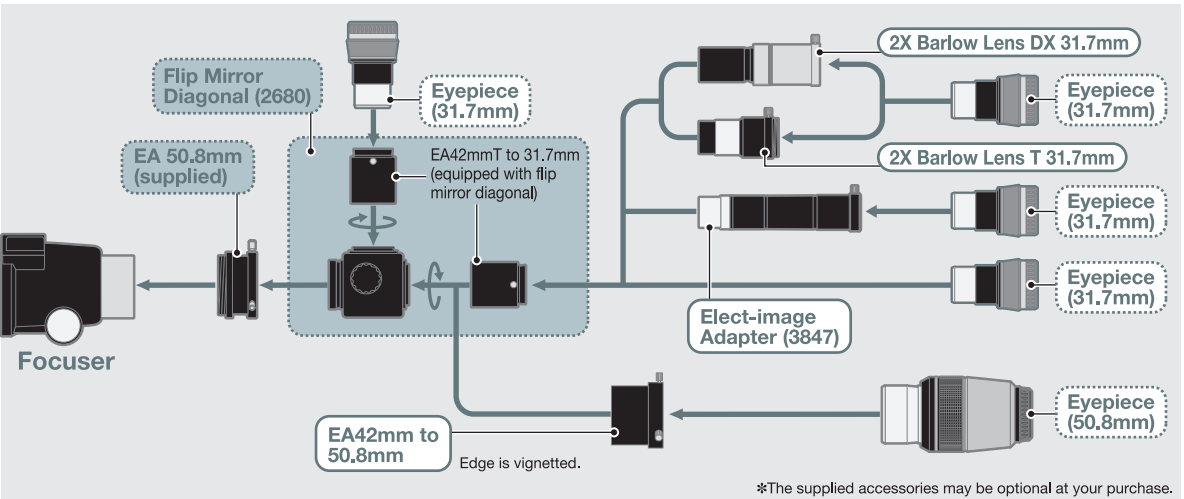 Flip Mirror
Diagonal (2680)
Eyepiece
(31.7mm)
EA 50.8mm
(supplied)
EA42mmT to 31.7mm
(equipped with flip
mirror diagonal)
Focuser
2X Barlow Lens DX 31.7mm
Eyepiece
(31.7mm)
2X Barlow Lens T 31.7mm
Eyepiece
(31.7mm)
Eyepiece
(31.7mm)
Elect-image
Adapter (3847)
EA42mm to
50.8mm
Edge is vignetted.
Eyepiece
(50.8mm)
✻The supplied accessories may be optional at your purchase.